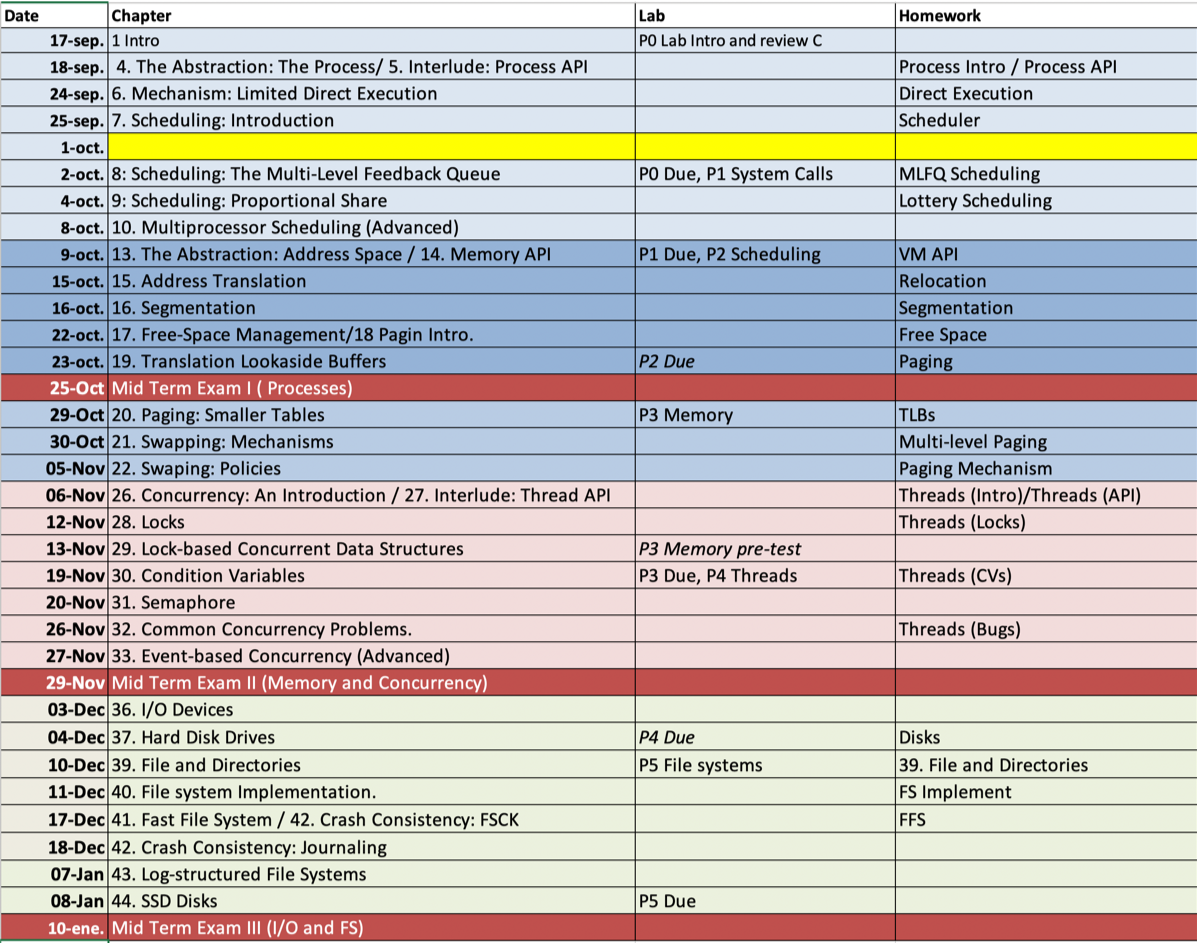 Date Chapter Lab Homework
17-sep. 1 Intro P0 Lab Intro and review C
18-sep. 4. The Abstraction: The Process/ 5. Interlude: Process API Process Intro / Process API
24-sep. 6. Mechanism: Limited Direct Execution Direct Execution
25-sep. 7. Scheduling: Introduction Scheduler
1-oct.
2-oct. 8: Scheduling: The Multi-Level Feedback Queue P0 Due, P1 System Calls MLFQ Scheduling
4-oct. 9: Scheduling: Proportional Share Lottery Scheduling
8-oct. 10. Multiprocessor Scheduling (Advanced)
9-oct. 13. The Abstraction: Address Space / 14. Memory API P1 Due, P2 Scheduling VM API
15-oct. 15. Address Translation Relocation
16-oct. 16. Segmentation Segmentation
22-oct. 17. Free-Space Management/18 Pagin Intro. Free Space
23-oct. 19. Translation Lookaside Buffers P2 Due Paging
25-Oct Mid Term Exam I ( Processes)
29-Oct 20. Paging: Smaller Tables P3 Memory TLBs
30-Oct 21. Swapping: Mechanisms Multi-level Paging
05-Nov 22. Swaping: Policies Paging Mechanism
06-Nov 26. Concurrency: An Introduction / 27. Interlude: Thread API Threads (Intro)/Threads (API)
12-Nov 28. Locks Threads (Locks)
13-Nov 29. Lock-based Concurrent Data Structures P3 Memory pre-test
19-Nov 30. Condition Variables P3 Due, P4 Threads Threads (CVs)
20-Nov 31. Semaphore
26-Nov 32. Common Concurrency Problems. Threads (Bugs)
27-Nov 33. Event-based Concurrency (Advanced)
29-Nov Mid Term Exam II (Memory and Concurrency)
03-Dec 36. I/O Devices
04-Dec 37. Hard Disk Drives P4 Due Disks
10-Dec 39. File and Directories P5 File systems 39. File and Directories
11-Dec 40. File system Implementation. FS Implement
17-Dec 41. Fast File System / 42. Crash Consistency: FSCK FFS
18-Dec 42. Crash Consistency: Journaling
07-Jan 43. Log-structured File Systems
08-Jan 44. SSD Disks P5 Due
10-ene. Mid Term Exam III (I/O and FS)